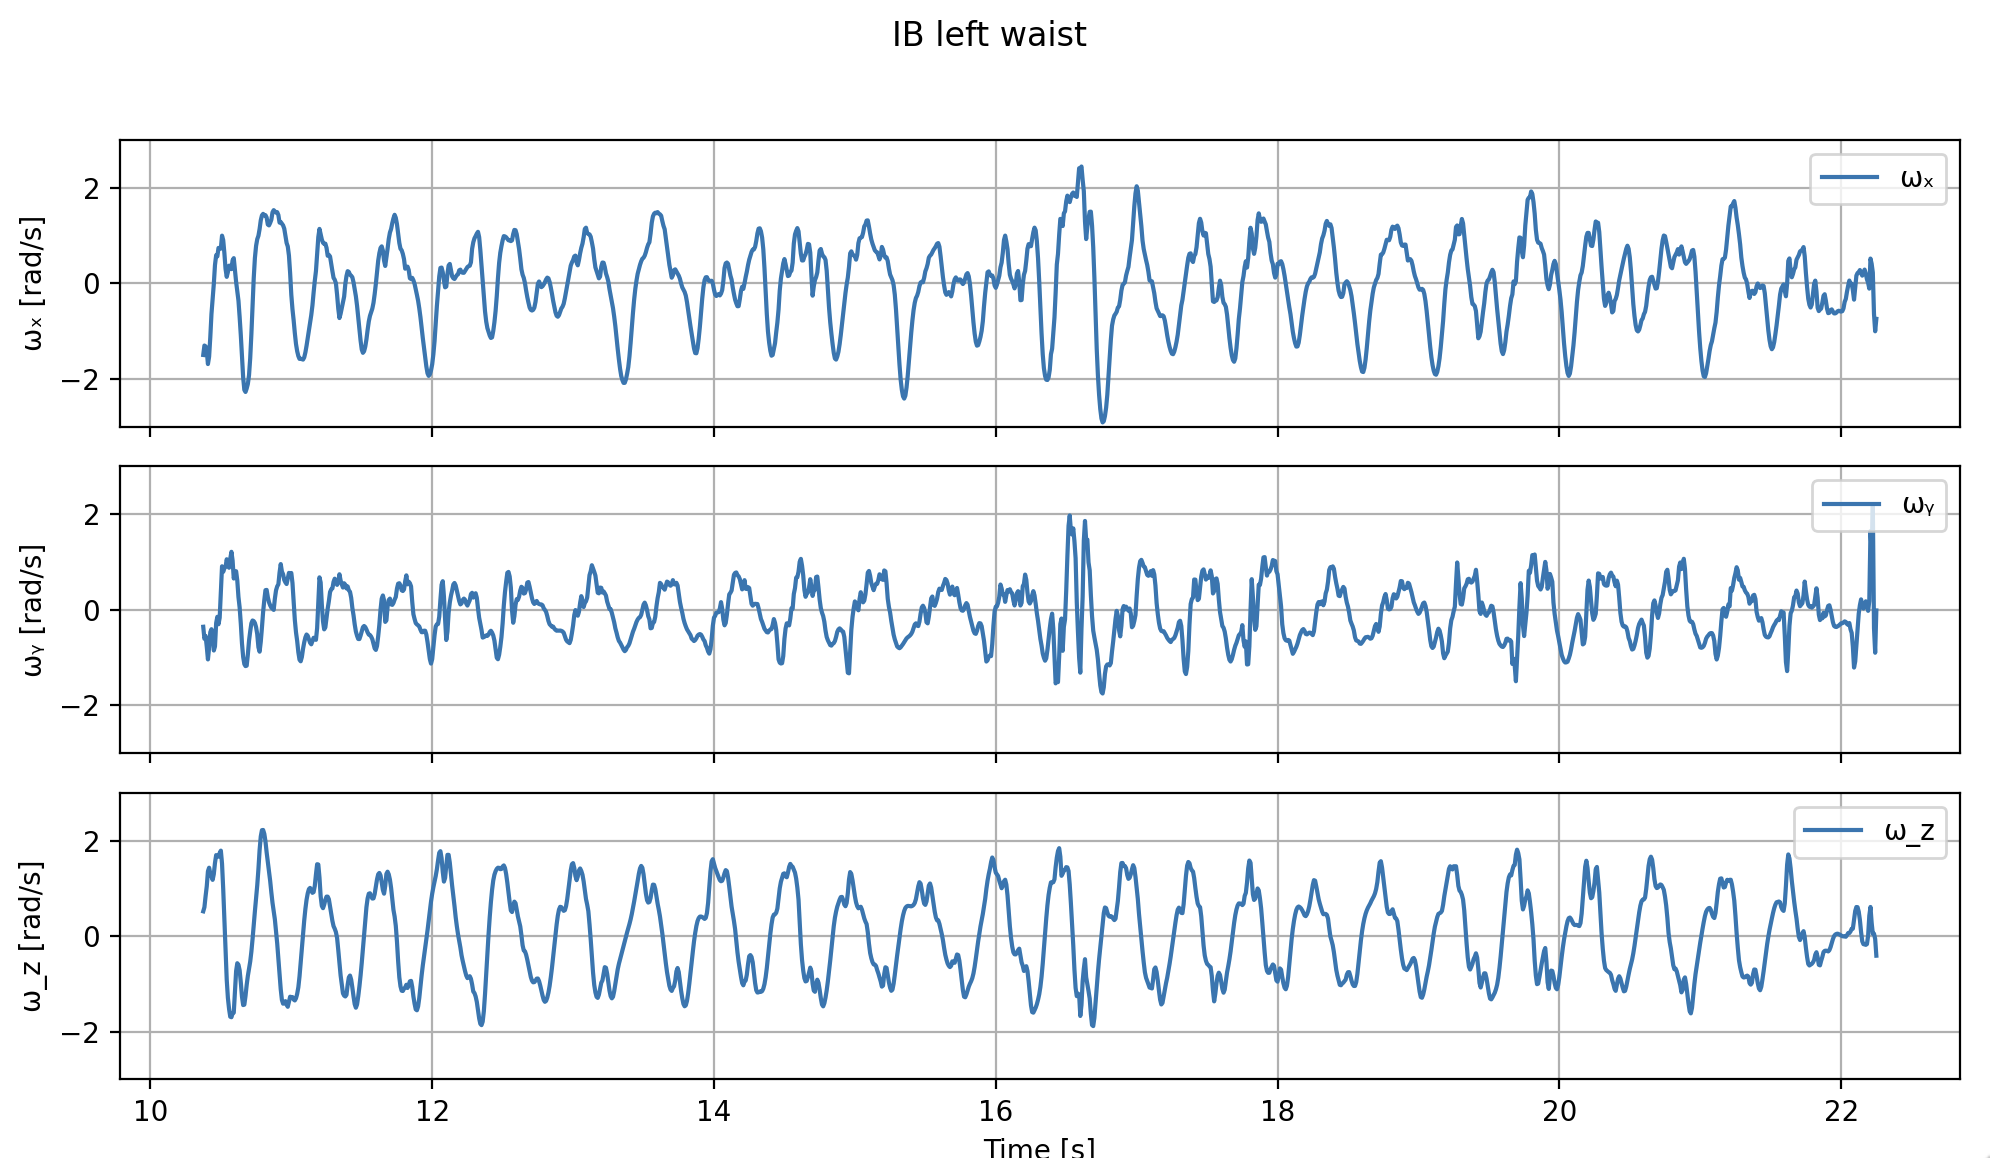 IB left waist
2
0
−2
ωₓ [rad/s]
ωₓ
2
0
−2
ωᵧ [rad/s]
ωᵧ
2
0
−2
ω_z [rad/s]
ω_z
10 12 14 16 18 20 22
Time [s]